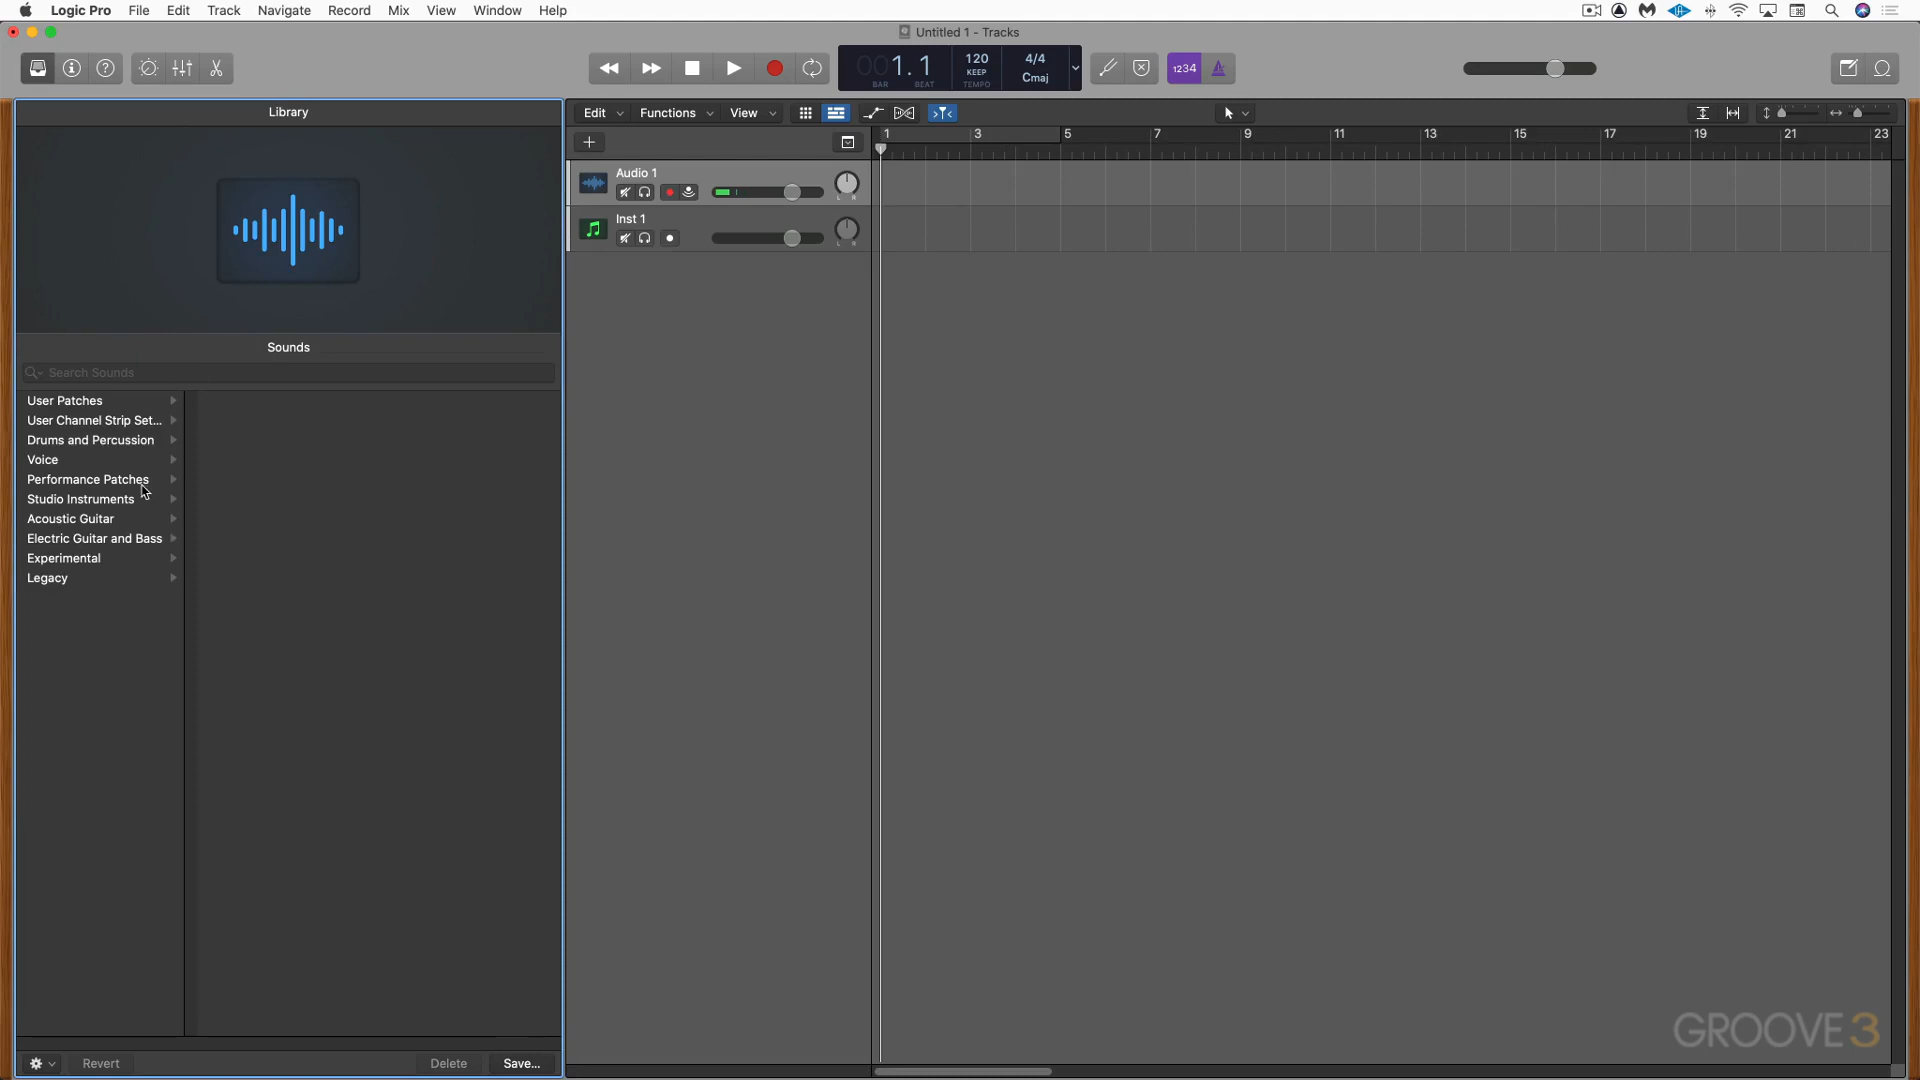 Logic Pro File Edit Track Navigate Record Mix View Window Help
Untitled 1 - Tracks
001.1
BAR BEAT
120
KEEP
TEMPO
4/4
Cmaj
1234
Library
Edit Functions View
1 3 5 7 9 11 13 15 17 19 21 23
Audio 1
L R
Inst 1
L R
Sounds
Search Sounds
User Patches
User Channel Strip Set...
Drums and Percussion
Voice
Performance Patches
Studio Instruments
Acoustic Guitar
Electric Guitar and Bass
Experimental
Legacy
Revert Delete Save...
GROOVE 3